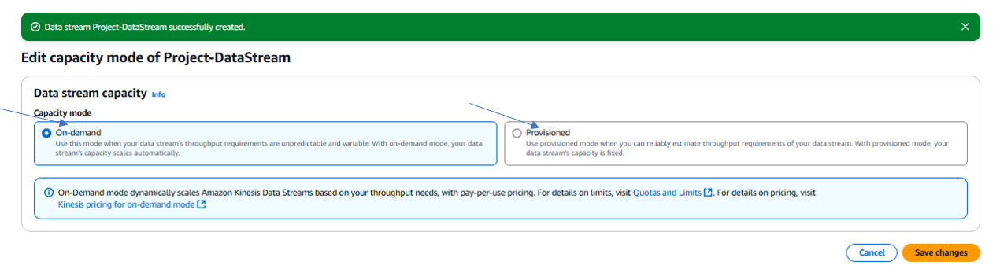 Data stream Project-DataStream successfully created.
Edit capacity mode of Project-DataStream
Data stream capacity Info
Capacity mode
On-demand
Use this mode when your data stream's throughput requirements are unpredictable and variable. With on-demand mode, your data
stream's capacity scales automatically.
Provisioned
Use provisioned mode when you can reliably estimate throughput requirements of your data stream. With provisioned mode, your
data stream's capacity is fixed.
On-Demand mode dynamically scales Amazon Kinesis Data Streams based on your throughput needs, with pay-per-use pricing. For details on limits, visit Quotas and Limits. For details on pricing, visit
Kinesis pricing for on-demand mode
Cancel
Save changes